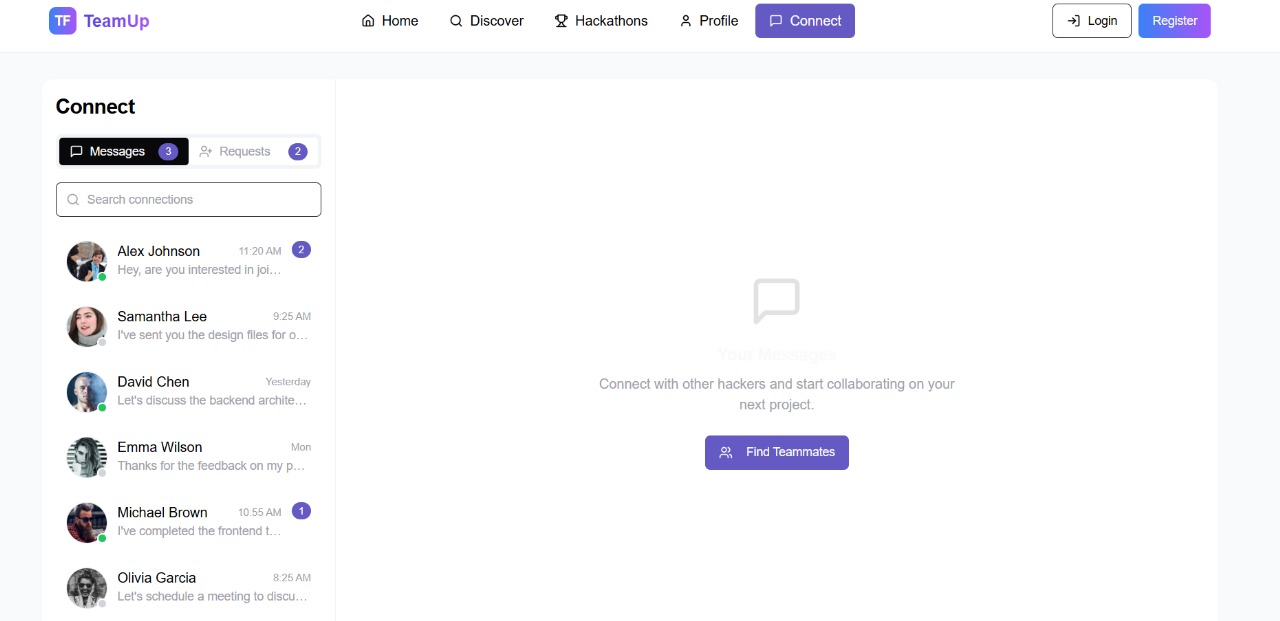 TF TeamUp
Home Discover Hackathons Profile Connect
Login Register
Connect
Messages 3 Requests 2
Search connections
Alex Johnson 11:20 AM 2
Hey, are you interested in joi...
Samantha Lee 9:25 AM
I've sent you the design files for o...
David Chen Yesterday
Let's discuss the backend archite...
Emma Wilson Mon
Thanks for the feedback on my p...
Michael Brown 10:55 AM 1
I've completed the frontend t...
Olivia Garcia 8:25 AM
Let's schedule a meeting to discu...
Your Messages
Connect with other hackers and start collaborating on your
next project.
Find Teammates